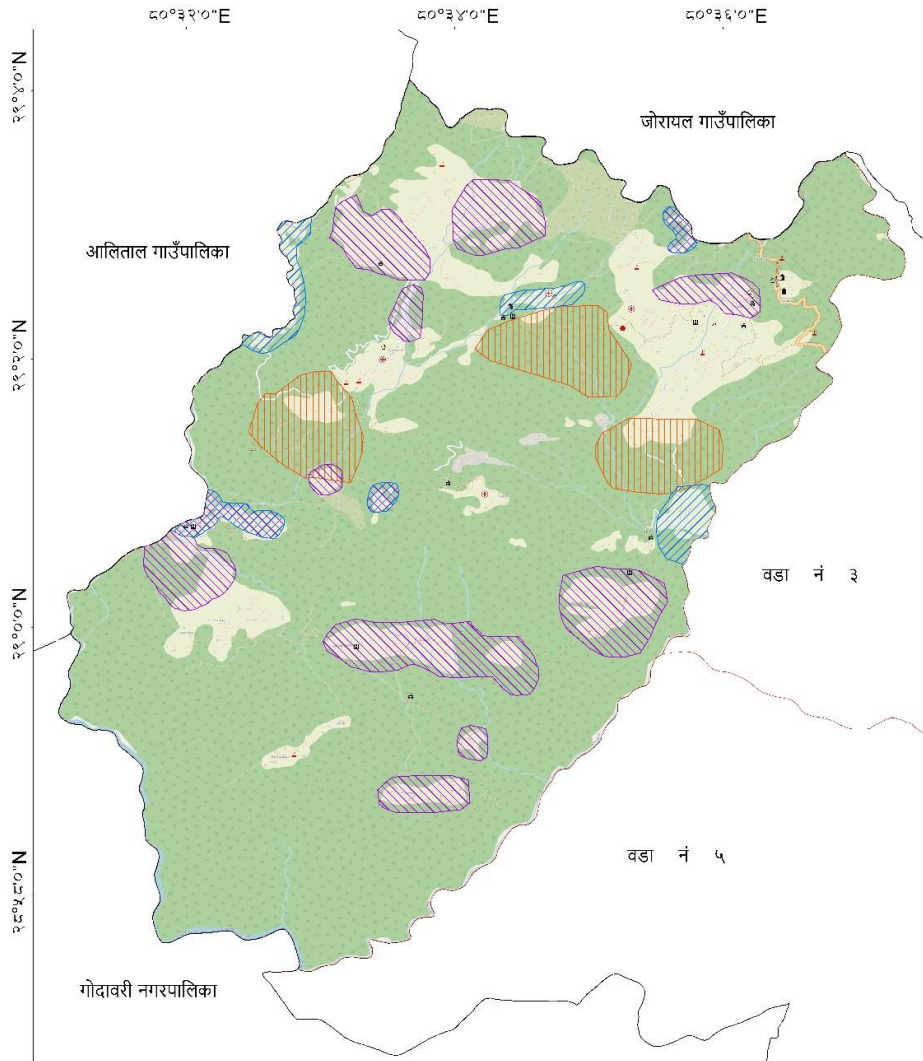 ८०°३२'०"E ८०°३४'०"E ८०°३६'०"E
२९°४'०"N
जोरायल गाउँपालिका
आलिताल गाउँपालिका
२९°२'०"N
वडा नं ३
२९°०'०"N
वडा नं ५
२८°५८'०"N
गोदावरी नगरपालिका